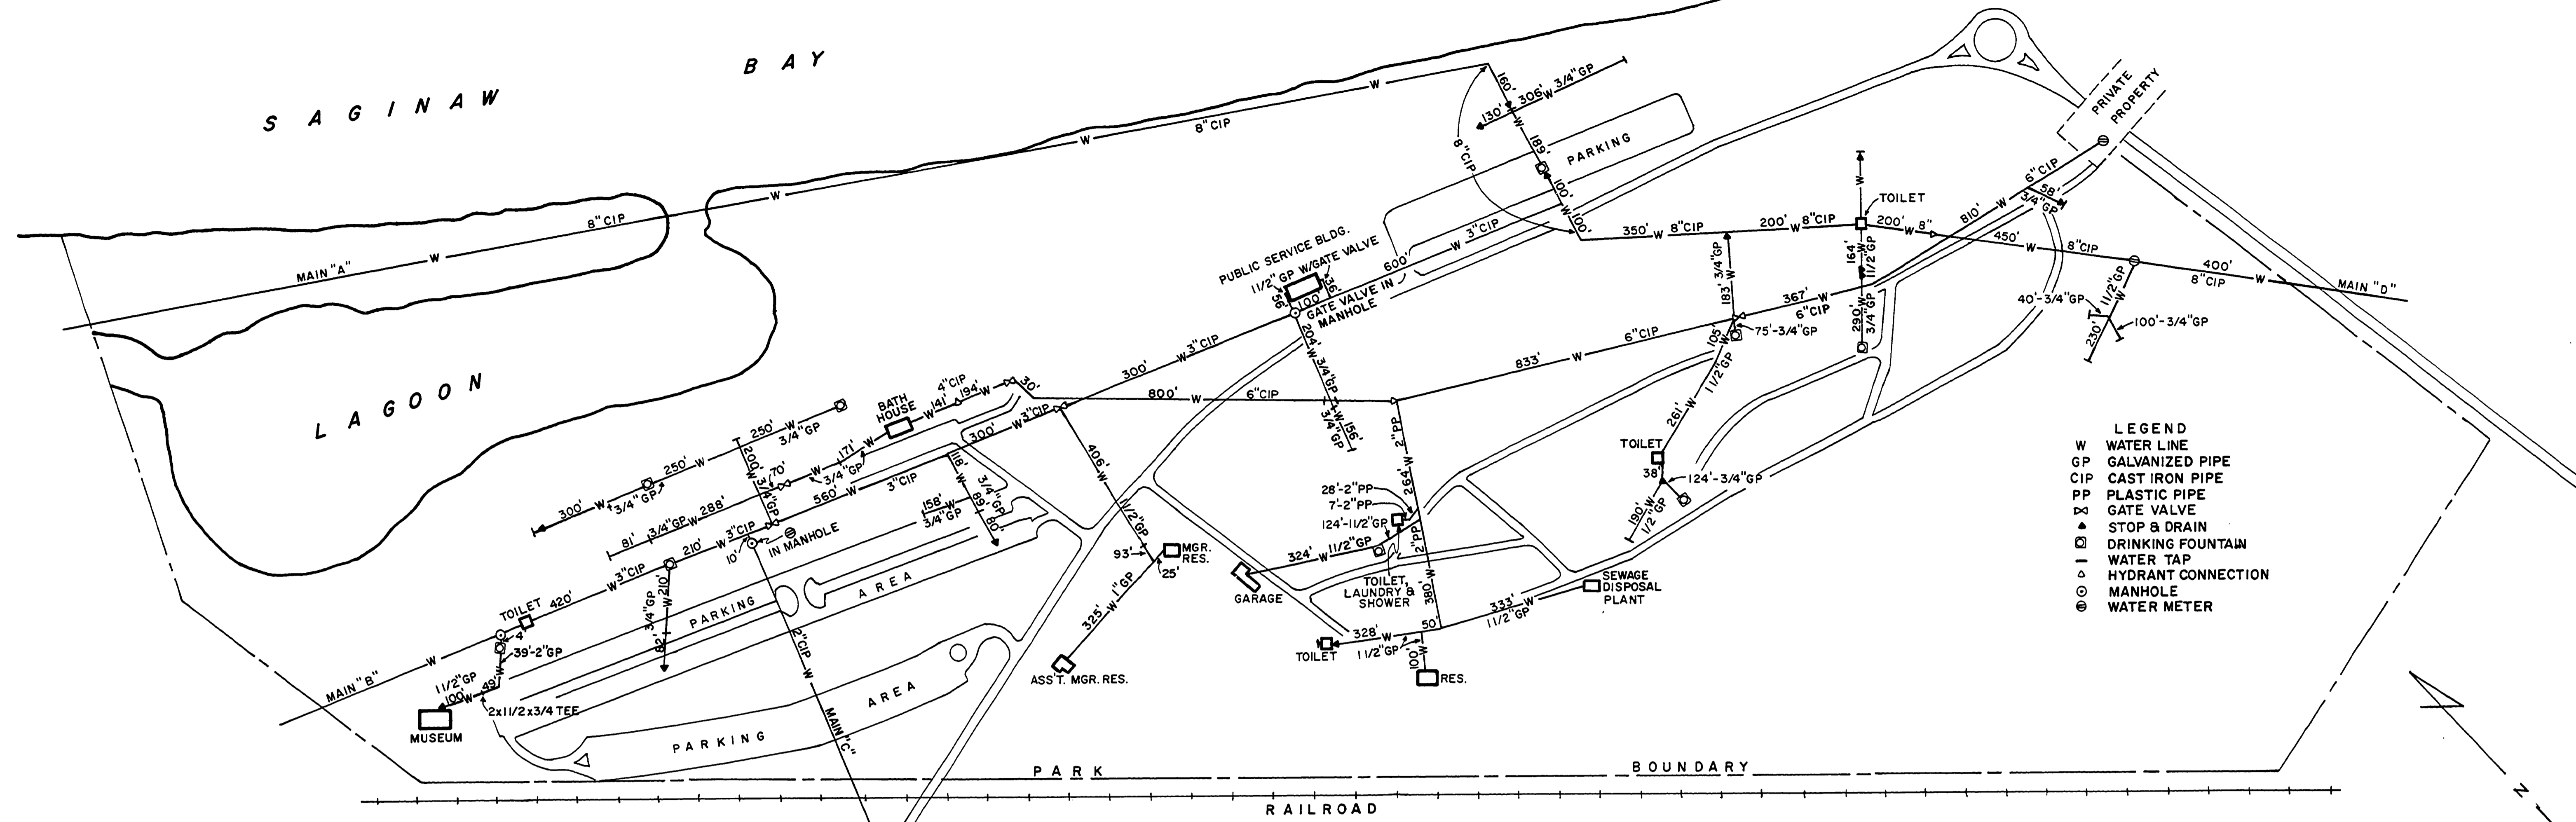 SAGINAW BAY
LAGOON
MAIN "A"
W
8"CIP
W
W
8"CIP
W
160'
130'
306'
W
3/4"GP
W
189'
8"CIP
PARKING
100'
W
100'
PRIVATE
PROPERTY
6"CIP
58'
3/4"GP
810'
W
W
TOILET
350'
W
8"CIP
200'
W
8"CIP
200'
W
8"
450'
W
8"CIP
400'
8"CIP
W
MAIN "D"
164'
W
1 1/2"GP
290'
W
3/4"GP
183'
W
3/4"GP
367'
W
6"CIP
75'-3/4"GP
105'
W
1 1/2"GP
261'
W
TOILET
38'
124'-3/4"GP
190'
W
1/2"GP
40'-3/4"GP
1 1/2"GP
W
100'-3/4"GP
230'
PUBLIC SERVICE BLDG.
1 1/2"GP W/GATE VALVE
56'
100'
36'
GATE VALVE IN
MANHOLE
600'
W
3"CIP
204'
W
3/4"GP
W
156'
3/4"GP
300'
W
3"CIP
833'
W
6"CIP
800'
W
6"CIP
30'
4"CIP
194'
W
141'
W
BATH
HOUSE
171'
W
3/4"GP
300'
W
3"CIP
250'
W
3/4"GP
250'
W
3/4"GP
300'
W
200'
W
3/4"GP
70'
W
288'
W
3/4"GP
81'
560'
W
3"CIP
118'
W
3/4"GP
89'
80'
158'
W
3/4"GP
210'
W
3"CIP
IN MANHOLE
10'
420'
W
3"CIP
210'
W
3/4"GP
82'
TOILET
4'
39'-2"GP
W
49'
1 1/2"GP
100'
W
2x1 1/2x3/4 TEE
MUSEUM
MAIN "B"
W
PARKING AREA
PARKING AREA
2"CIP
W
MAIN "C"
406'
W
1 1/2"GP
93'
25'
MGR.
RES.
1"GP
W
325'
ASS'T. MGR. RES.
2"PP
W
264'
28'-2"PP
7'-2"PP
124'-1 1/2"GP
2"PP
W
380'
324'
W
1 1/2"GP
GARAGE
TOILET,
LAUNDRY &
SHOWER
SEWAGE
DISPOSAL
PLANT
333'
W
1 1/2"GP
50'
328'
W
1 1/2"GP
TOILET
100'
W
RES.
LEGEND
W WATER LINE
GP GALVANIZED PIPE
CIP CAST IRON PIPE
PP PLASTIC PIPE
GATE VALVE
STOP & DRAIN
DRINKING FOUNTAIN
WATER TAP
HYDRANT CONNECTION
MANHOLE
WATER METER
PARK BOUNDARY
RAILROAD
N